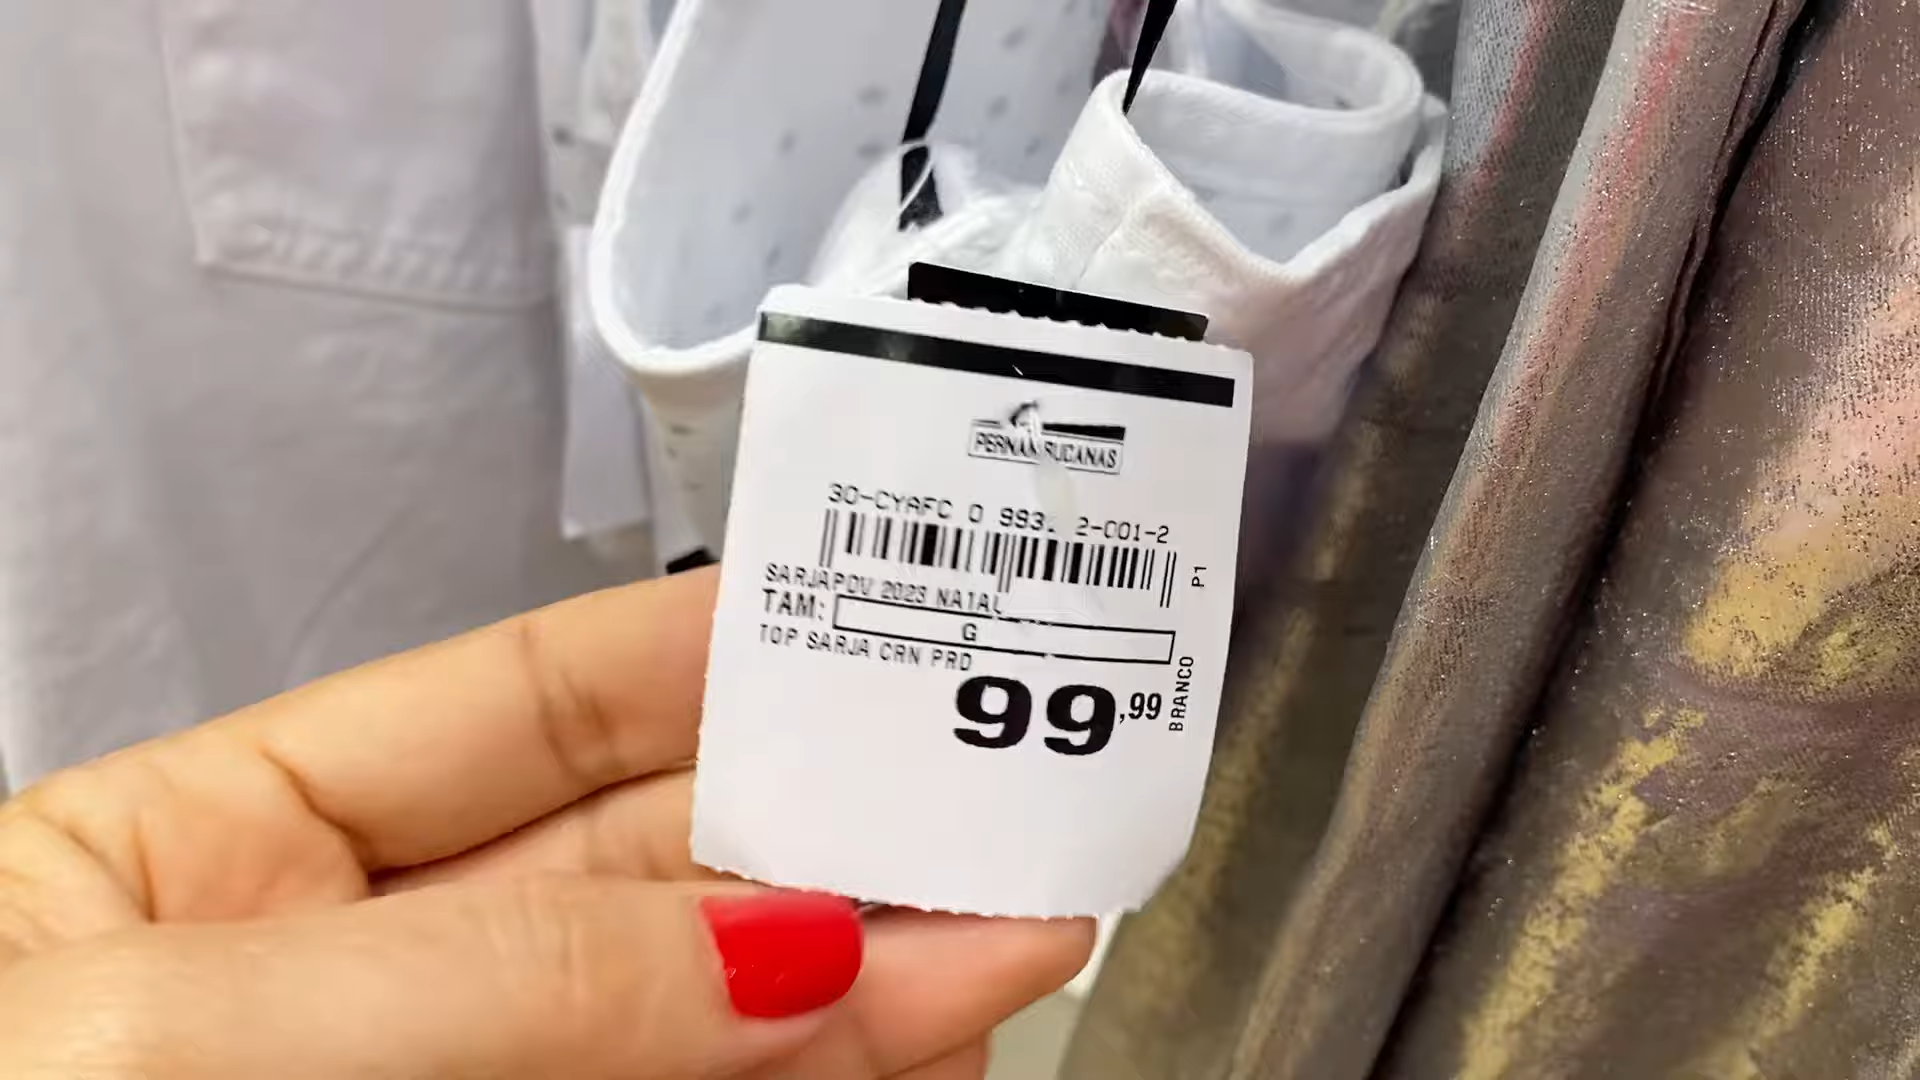 PERNAMBUCANAS
30-CYAFC 0 993. 2-001-2
P1
SARJAPDV 2023 NATAL
TAM: G
TOP SARJA CRN PRD
99,99
BRANCO